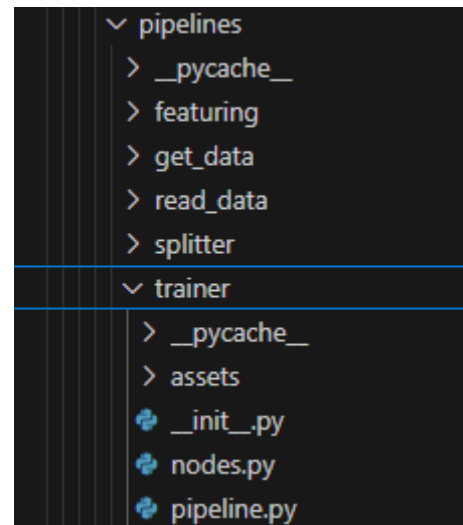 pipelines
__pycache__
featuring
get_data
read_data
splitter
trainer
__pycache__
assets
__init__.py
nodes.py
pipeline.py